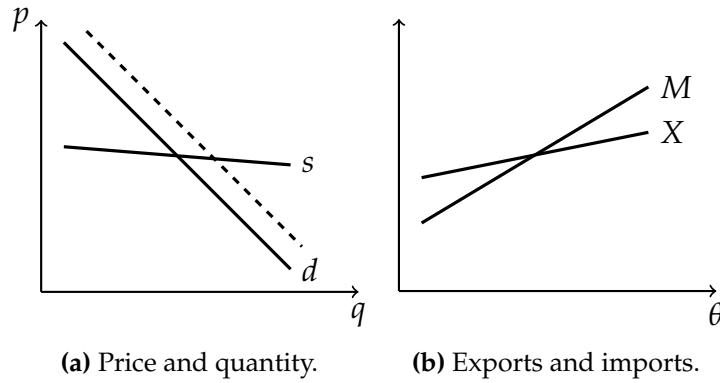 p
s
d
q
M
X
θ
(a) Price and quantity.
(b) Exports and imports.